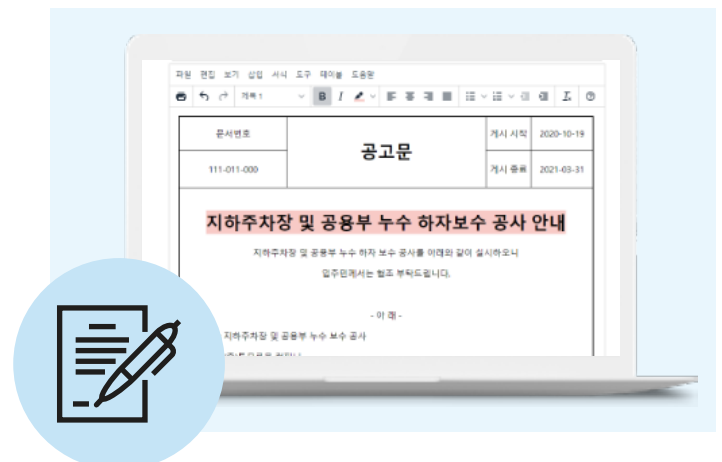 파일 편집 보기 삽입 서식 도구 테이블 도움말
제목 1 B I
문서번호
공고문
게시 시작 2020-10-19
111-011-000
게시 종료 2021-03-31
지하주차장 및 공용부 누수 하자보수 공사 안내
지하주차장 및 공용부 누수 하자 보수 공사를 아래와 같이 실시하오니
입주민께서는 협조 부탁드립니다.
- 아 래 -
지하주차장 및 공용부 누수 보수 공사